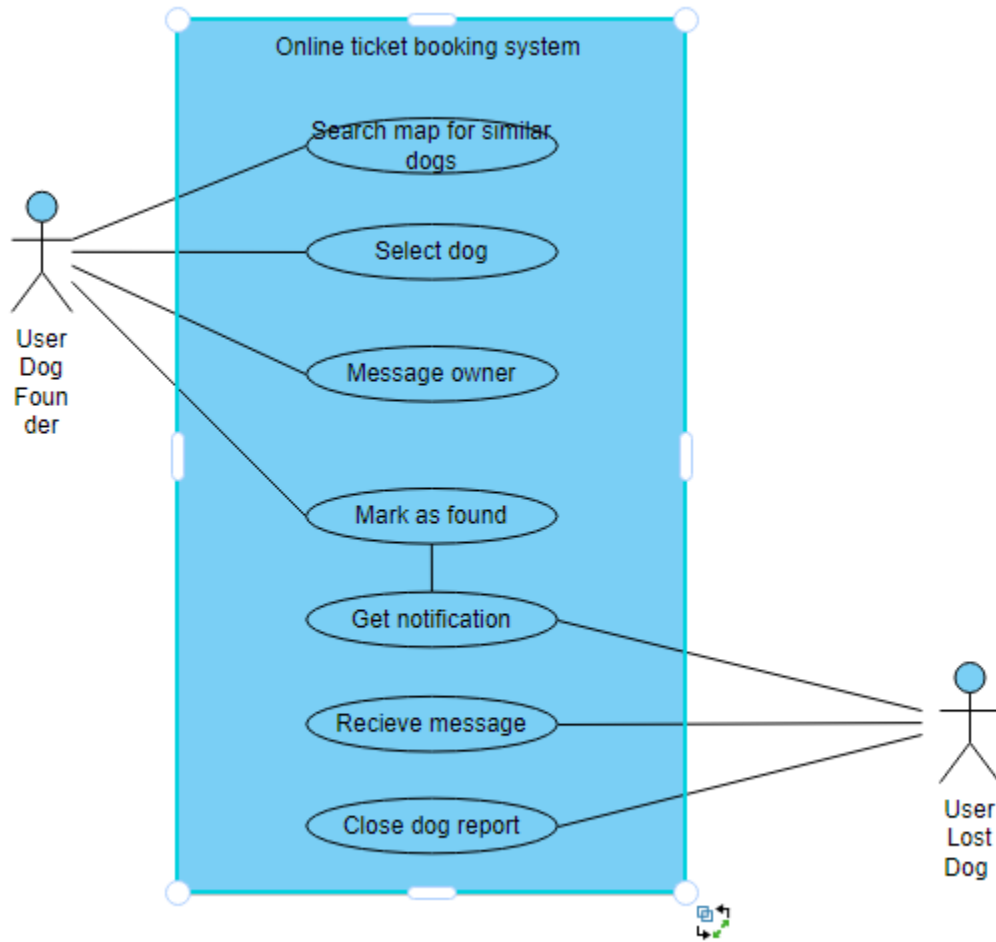 Online ticket booking system
Search map for similar
dogs
Select dog
User
Dog
Foun
der
Message owner
Mark as found
Get notification
Recieve message
Close dog report
User
Lost
Dog